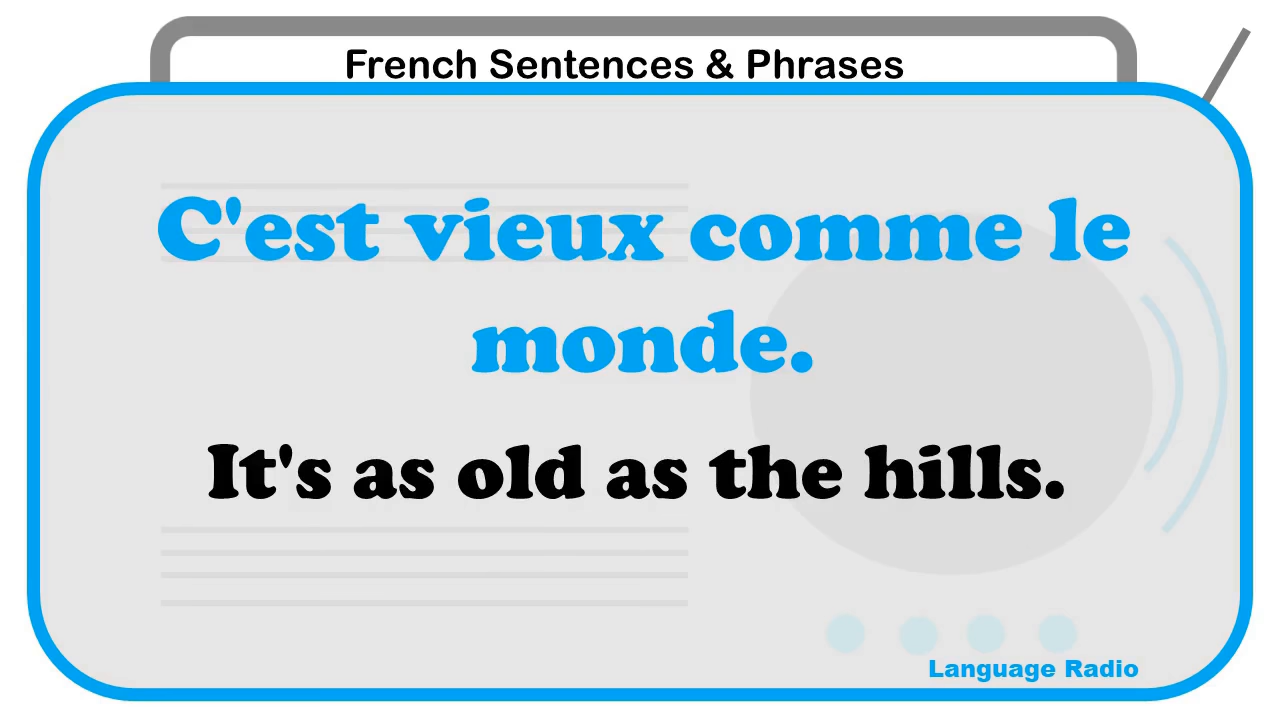 French Sentences & Phrases
C'est vieux comme le
monde.
It's as old as the hills.
Language Radio